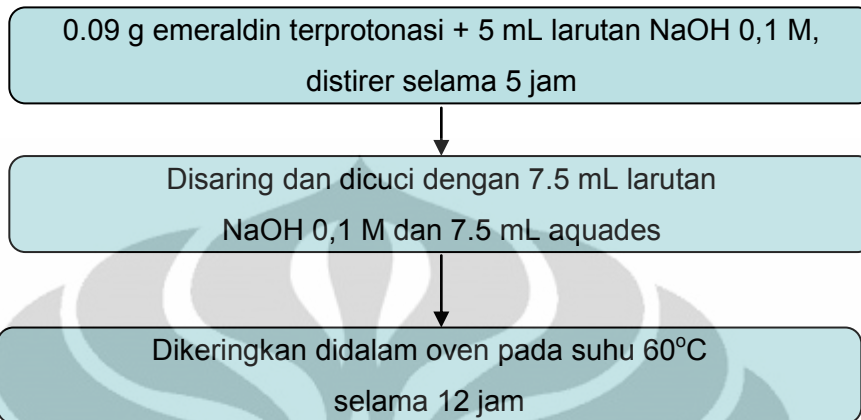 0.09 g emeraldin terprotonasi + 5 mL larutan NaOH 0,1 M,
distirer selama 5 jam
Disaring dan dicuci dengan 7.5 mL larutan
NaOH 0,1 M dan 7.5 mL aquades
Dikeringkan didalam oven pada suhu 60°C
selama 12 jam